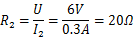 R₂ = U/I₂ = 6V/0.3A = 20Ω